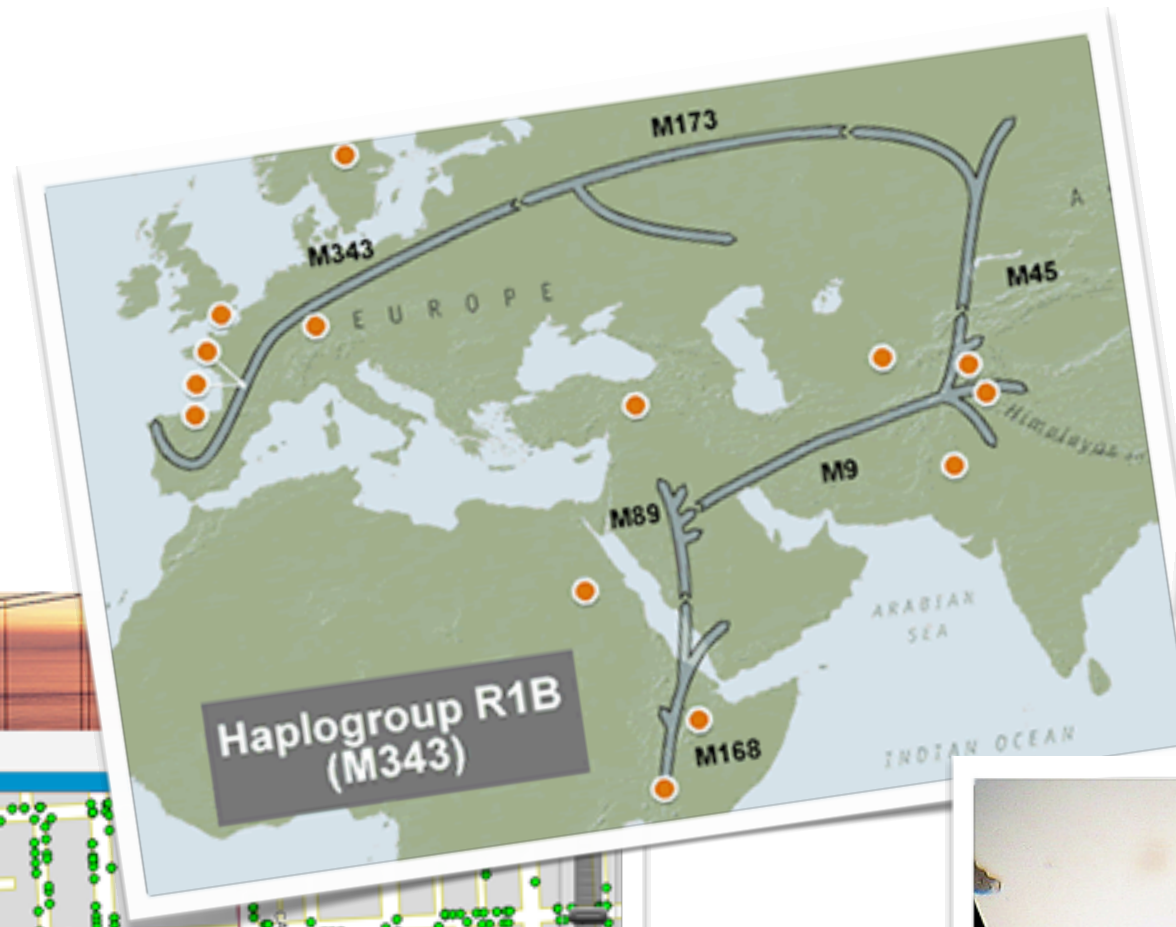 M173
M343
EUROPE
A
M45
Himalayas
M9
M89
ARABIAN
SEA
Haplogroup R1B
(M343)
M168
INDIAN OCEAN